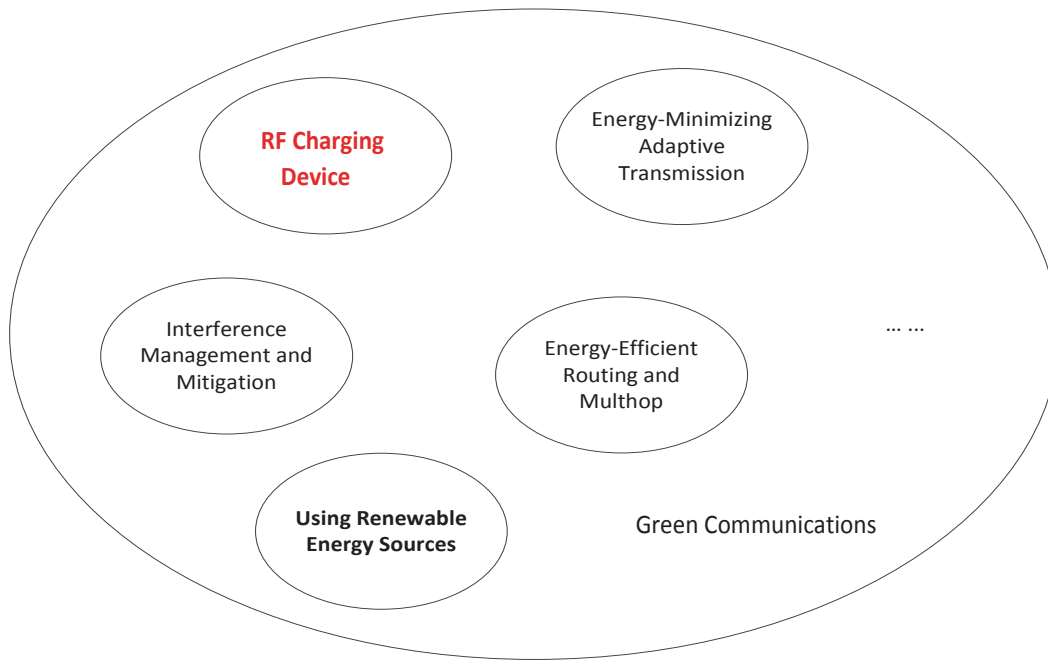 RF Charging
Device
Energy-Minimizing
Adaptive
Transmission
Interference
Management and
Mitigation
Energy-Efficient
Routing and
Multhop
... ...
Using Renewable
Energy Sources
Green Communications